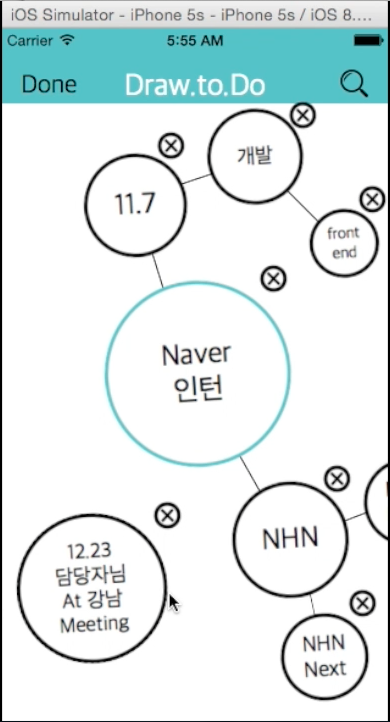 iOS Simulator - iPhone 5s - iPhone 5s / iOS 8....
Carrier 5:55 AM
Done Draw.to.Do
개발
11.7
front
end
Naver
인턴
NHN
12.23
담당자님
At 강남
Meeting
NHN
Next